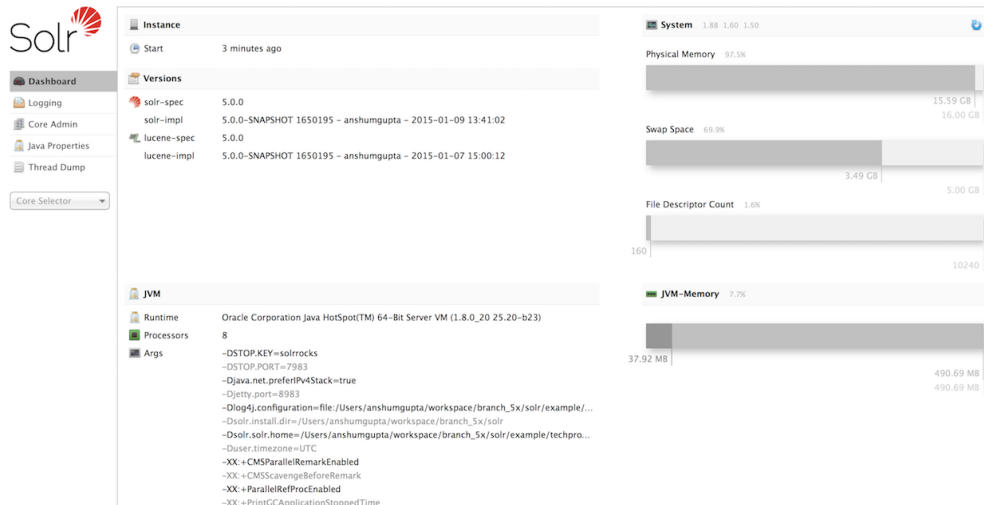 Solr
Dashboard
Logging
Core Admin
Java Properties
Thread Dump
Core Selector
Instance
Start 3 minutes ago
Versions
solr-spec 5.0.0
solr-impl 5.0.0-SNAPSHOT 1650195 - anshumgupta - 2015-01-09 13:41:02
lucene-spec 5.0.0
lucene-impl 5.0.0-SNAPSHOT 1650195 - anshumgupta - 2015-01-07 15:00:12
JVM
Runtime Oracle Corporation Java HotSpot(TM) 64-Bit Server VM (1.8.0_20 25.20-b23)
Processors 8
Args -DSTOP.KEY=solrrocks
-DSTOP.PORT=7983
-Djava.net.preferIPv4Stack=true
-Djetty.port=8983
-Dlog4j.configuration=file:/Users/anshumgupta/workspace/branch_5x/solr/example/...
-Dsolr.install.dir=/Users/anshumgupta/workspace/branch_5x/solr
-Dsolr.solr.home=/Users/anshumgupta/workspace/branch_5x/solr/example/techpro...
-Duser.timezone=UTC
-XX:+CMSParallelRemarkEnabled
-XX:+CMSScavengeBeforeRemark
-XX:+ParallelRefProcEnabled
-XX:+PrintGCApplicationStoppedTime
System 1.88 1.60 1.50
Physical Memory 97.5%
15.59 GB
16.00 GB
Swap Space 69.9%
3.49 GB
5.00 GB
File Descriptor Count 1.6%
160
10240
JVM-Memory 7.7%
37.92 MB
490.69 MB
490.69 MB